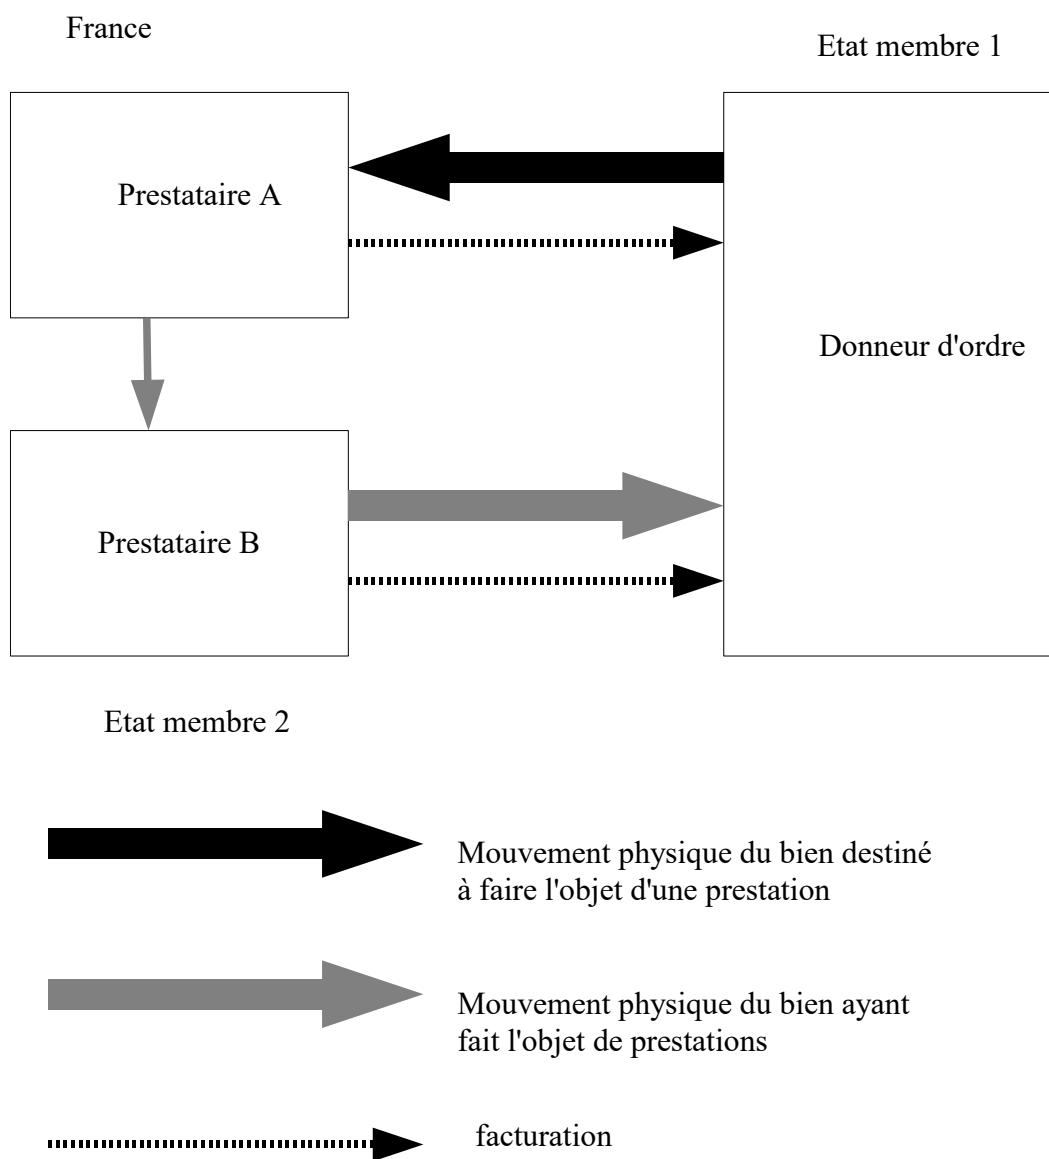 France
Etat membre 1
Prestataire A
Donneur d'ordre
Prestataire B
Etat membre 2
Mouvement physique du bien destiné
à faire l'objet d'une prestation
Mouvement physique du bien ayant
fait l'objet de prestations
facturation